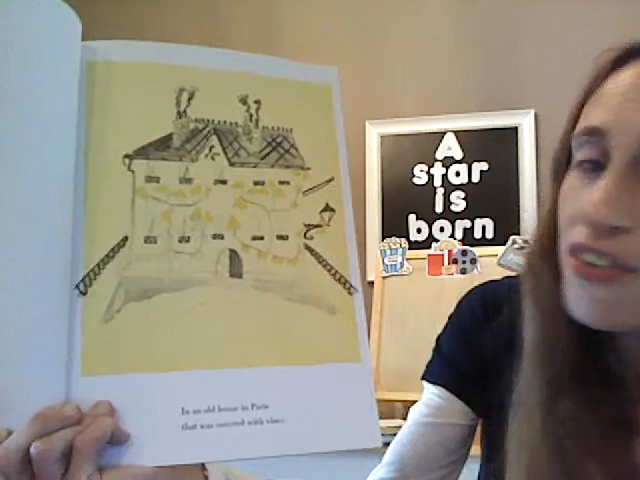 A
star
is
born
In an old house in Paris
that was covered with vines.